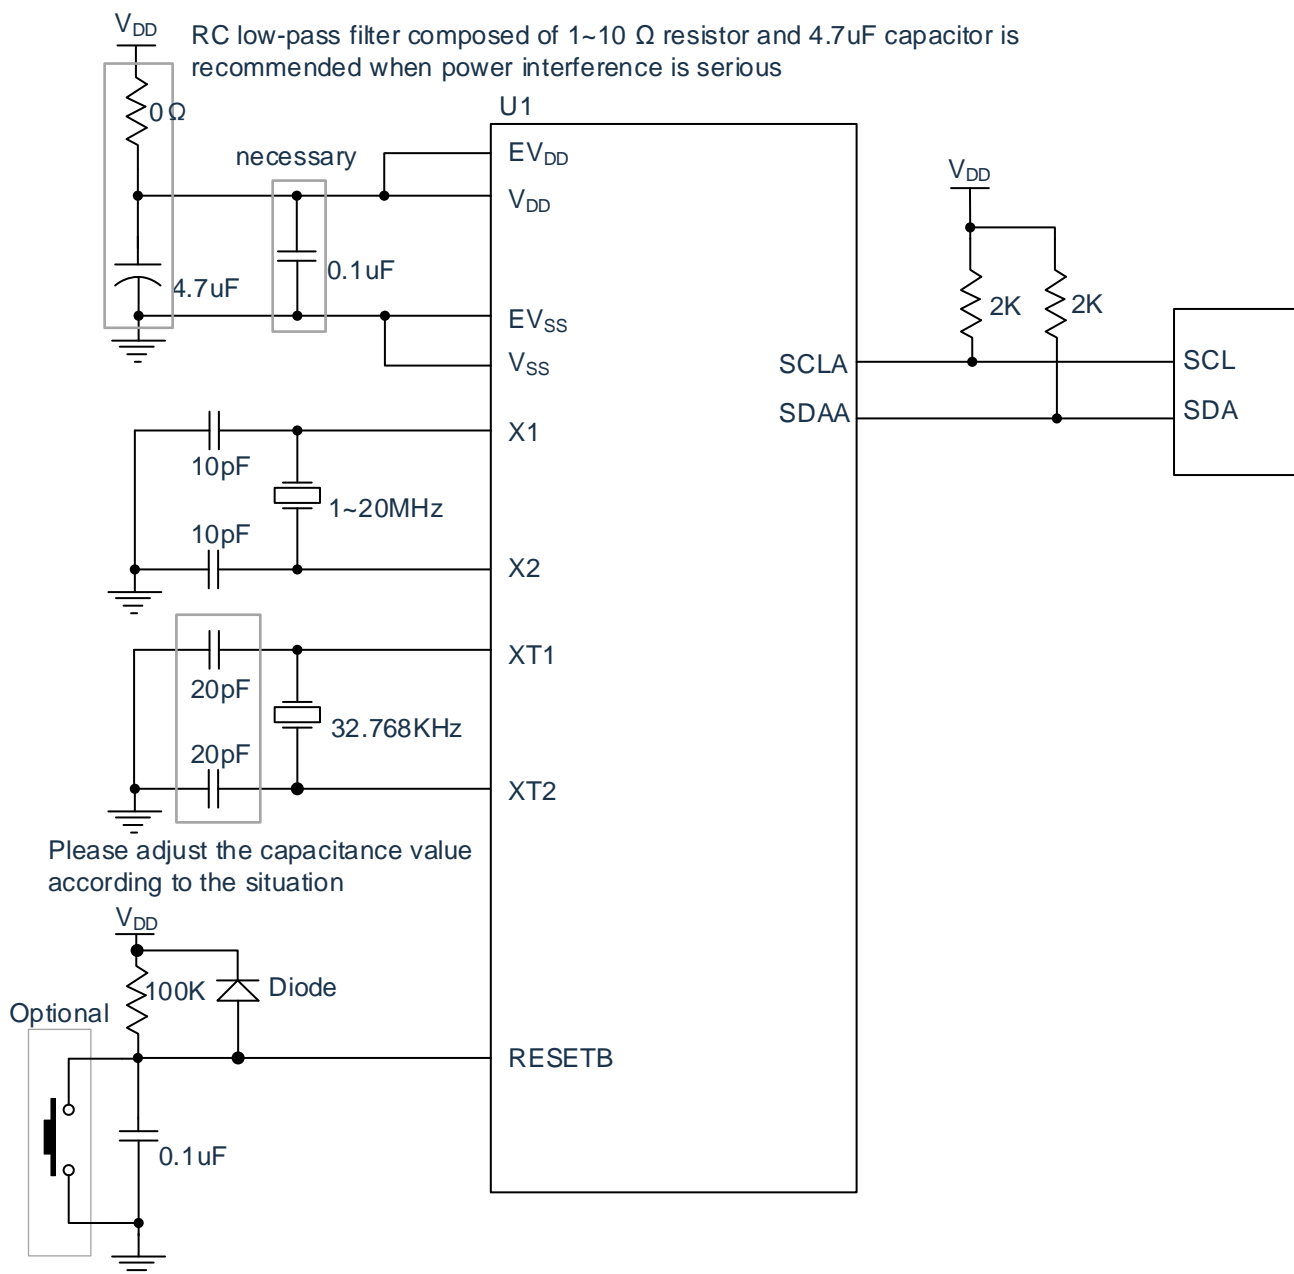 VDD
RC low-pass filter composed of 1~10 Ω resistor and 4.7uF capacitor is
recommended when power interference is serious
0Ω
U1
necessary
EVDD
VDD
VDD
0.1uF
4.7uF
2K
2K
EVSS
VSS
SCLA
SCL
SDAA
SDA
X1
10pF
1~20MHz
10pF
X2
XT1
20pF
32.768KHz
20pF
XT2
Please adjust the capacitance value
according to the situation
VDD
100K
Diode
Optional
RESETB
0.1uF